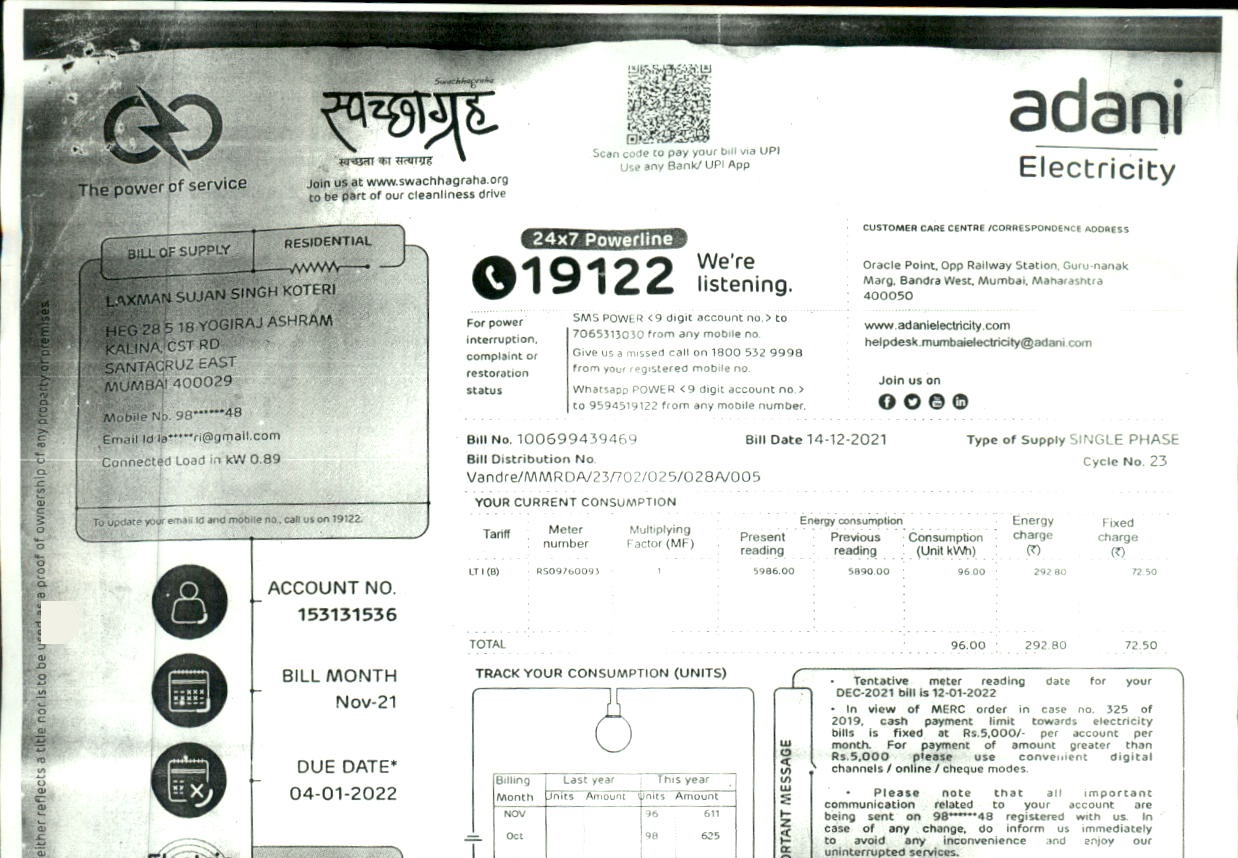 The power of service
Swachhagraha
स्वच्छाग्रह
स्वच्छता का सत्याग्रह
Join us at www.swachhagraha.org
to be part of our cleanliness drive
Scan code to pay your bill via UPI
Use any Bank/ UPI App
adani
Electricity
BILL OF SUPPLY
RESIDENTIAL
LAXMAN SUJAN SINGH KOTERI
HEG 28 5 18 YOGIRAJ ASHRAM
KALINA, CST RD
SANTACRUZ EAST
MUMBAI 400029
Mobile No. 98******48
Email Id la*****ri@gmail.com
Connected Load in kW 0.89
To update your email Id and mobile no., call us on 19122.
24x7 Powerline
19122
We're
listening.
For power
interruption,
complaint or
restoration
status
SMS POWER <9 digit account no.> to
7065313030 from any mobile no.
Give us a missed call on 1800 532 9998
from your registered mobile no.
Whatsapp POWER <9 digit account no.>
to 9594519122 from any mobile number.
CUSTOMER CARE CENTRE /CORRESPONDENCE ADDRESS
Oracle Point, Opp Railway Station, Guru-nanak
Marg, Bandra West, Mumbai, Maharashtra
400050
www.adanielectricity.com
helpdesk.mumbaielectricity@adani.com
Join us on
Bill No. 100699439469
Bill Date 14-12-2021
Type of Supply SINGLE PHASE
Bill Distribution No.
Cycle No. 23
Vandre/MMRDA/23/702/025/028A/005
YOUR CURRENT CONSUMPTION
Tariff Meter number Multiplying Factor (MF) Energy consumption Present reading Previous reading Consumption (Unit kWh) Energy charge (₹) Fixed charge (₹)
LT I (B) RS09760093 1 5986.00 5890.00 96.00 292.80 72.50
TOTAL 96.00 292.80 72.50
ACCOUNT NO.
153131536
BILL MONTH
Nov-21
DUE DATE*
04-01-2022
TRACK YOUR CONSUMPTION (UNITS)
Billing Last year This year
Month Units Amount Units Amount
NOV 96 611
Oct 98 625
• Tentative meter reading date for your
DEC-2021 bill is 12-01-2022
• In view of MERC order in case no. 325 of
2019, cash payment limit towards electricity
bills is fixed at Rs.5,000/- per account per
month. For payment of amount greater than
Rs.5,000 please use convenient digital
channels / online / cheque modes.
• Please note that all important
communication related to your account are
being sent on 98******48 registered with us. In
case of any change, do inform us immediately
to avoid any inconvenience and enjoy our
uninterrupted services.
MESSAGE
either reflects a title nor is to be used as a proof of ownership of any property or premises.